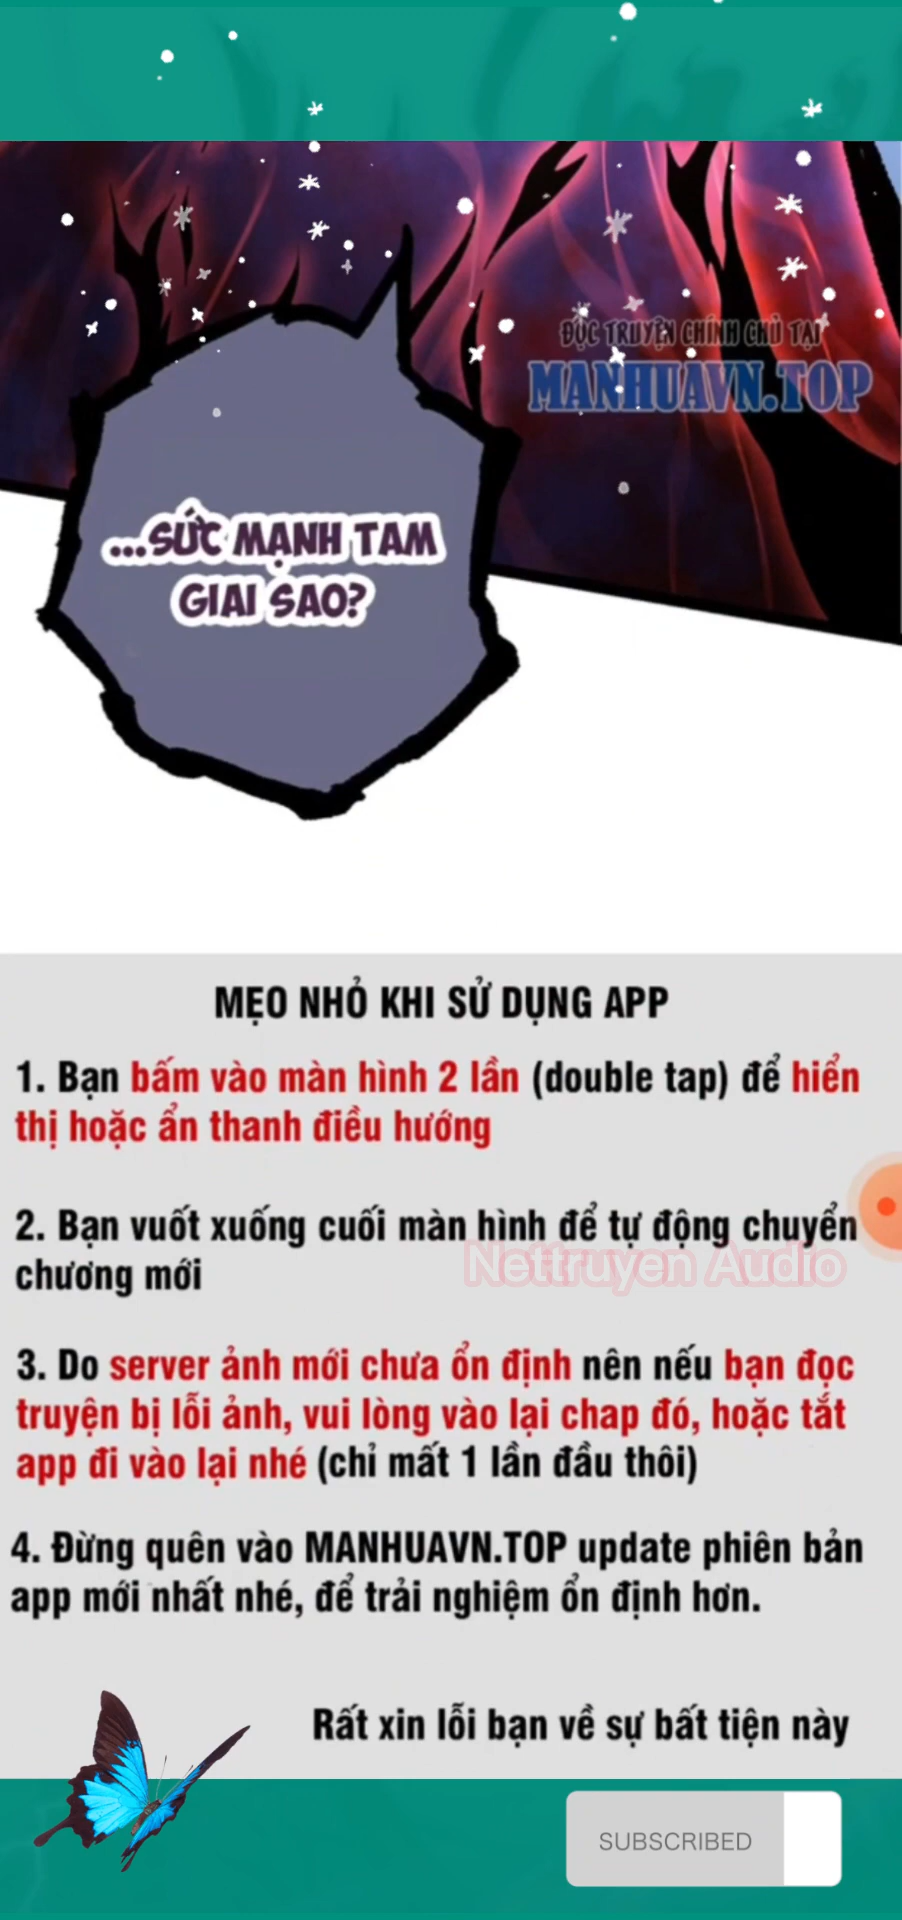 ĐỌC TRUYỆN CHÍNH CHỦ TẠI
MANHUAVN.TOP
...SỨC MẠNH TAM
GIAI SAO?
MẸO NHỎ KHI SỬ DỤNG APP
1. Bạn bấm vào màn hình 2 lần (double tap) để hiển
thị hoặc ẩn thanh điều hướng
2. Bạn vuốt xuống cuối màn hình để tự động chuyển
chương mới
Nettruyen Audio
3. Do server ảnh mới chưa ổn định nên nếu bạn đọc
truyện bị lỗi ảnh, vui lòng vào lại chap đó, hoặc tắt
app đi vào lại nhé (chỉ mất 1 lần đầu thôi)
4. Đừng quên vào MANHUAVN.TOP update phiên bản
app mới nhất nhé, để trải nghiệm ổn định hơn.
Rất xin lỗi bạn về sự bất tiện này
SUBSCRIBED